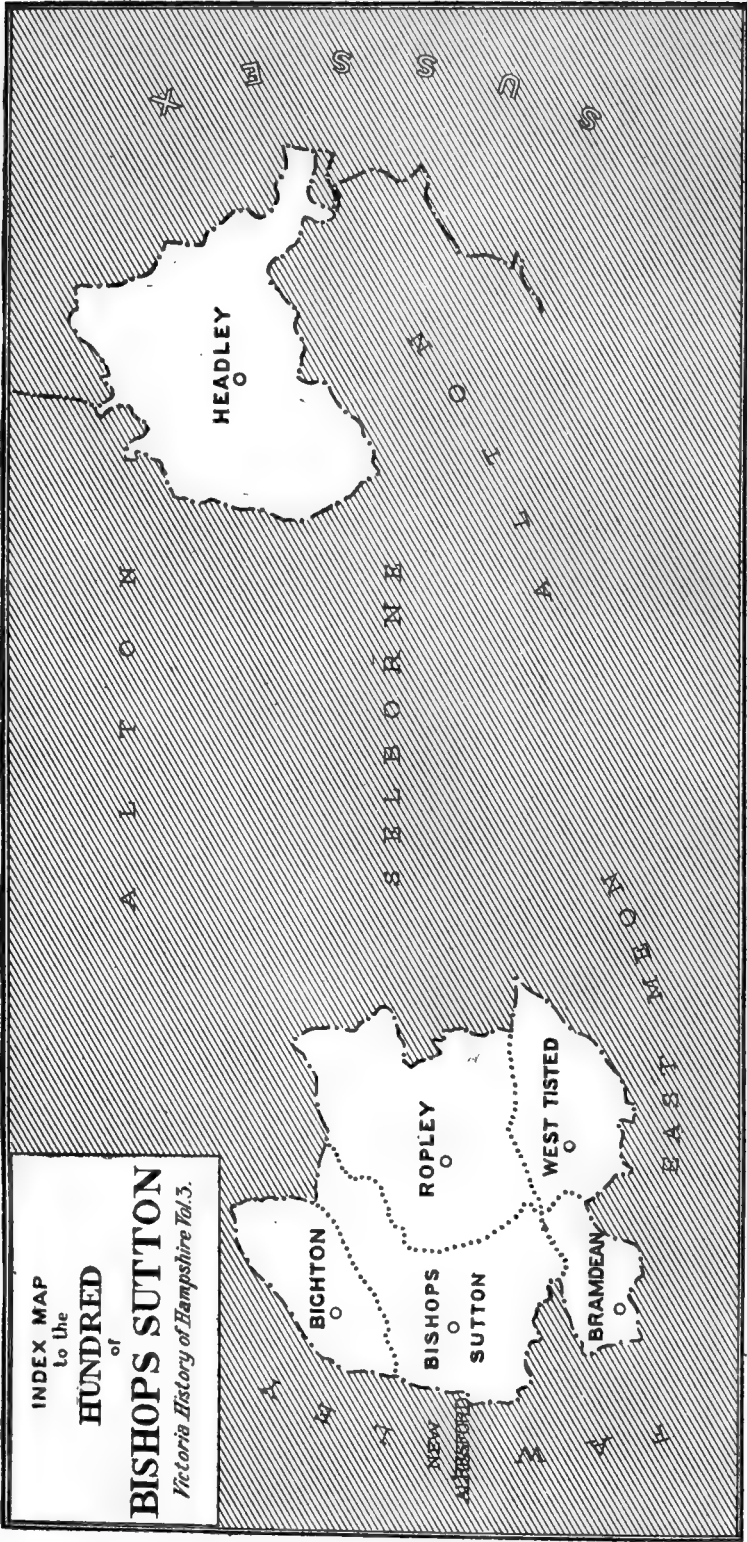 INDEX MAP
to the
HUNDRED
of
BISHOPS SUTTON
Victoria History of Hampshire Vol.3.
ALTON
SUSSEX
HEADLEY
SELBORNE
ALTON
BIGHTON
ROPLEY
BISHOPS
SUTTON
WEST TISTED
BRAMDEAN
NEW
ALRESFORD
FAWLEY
EAST MEON